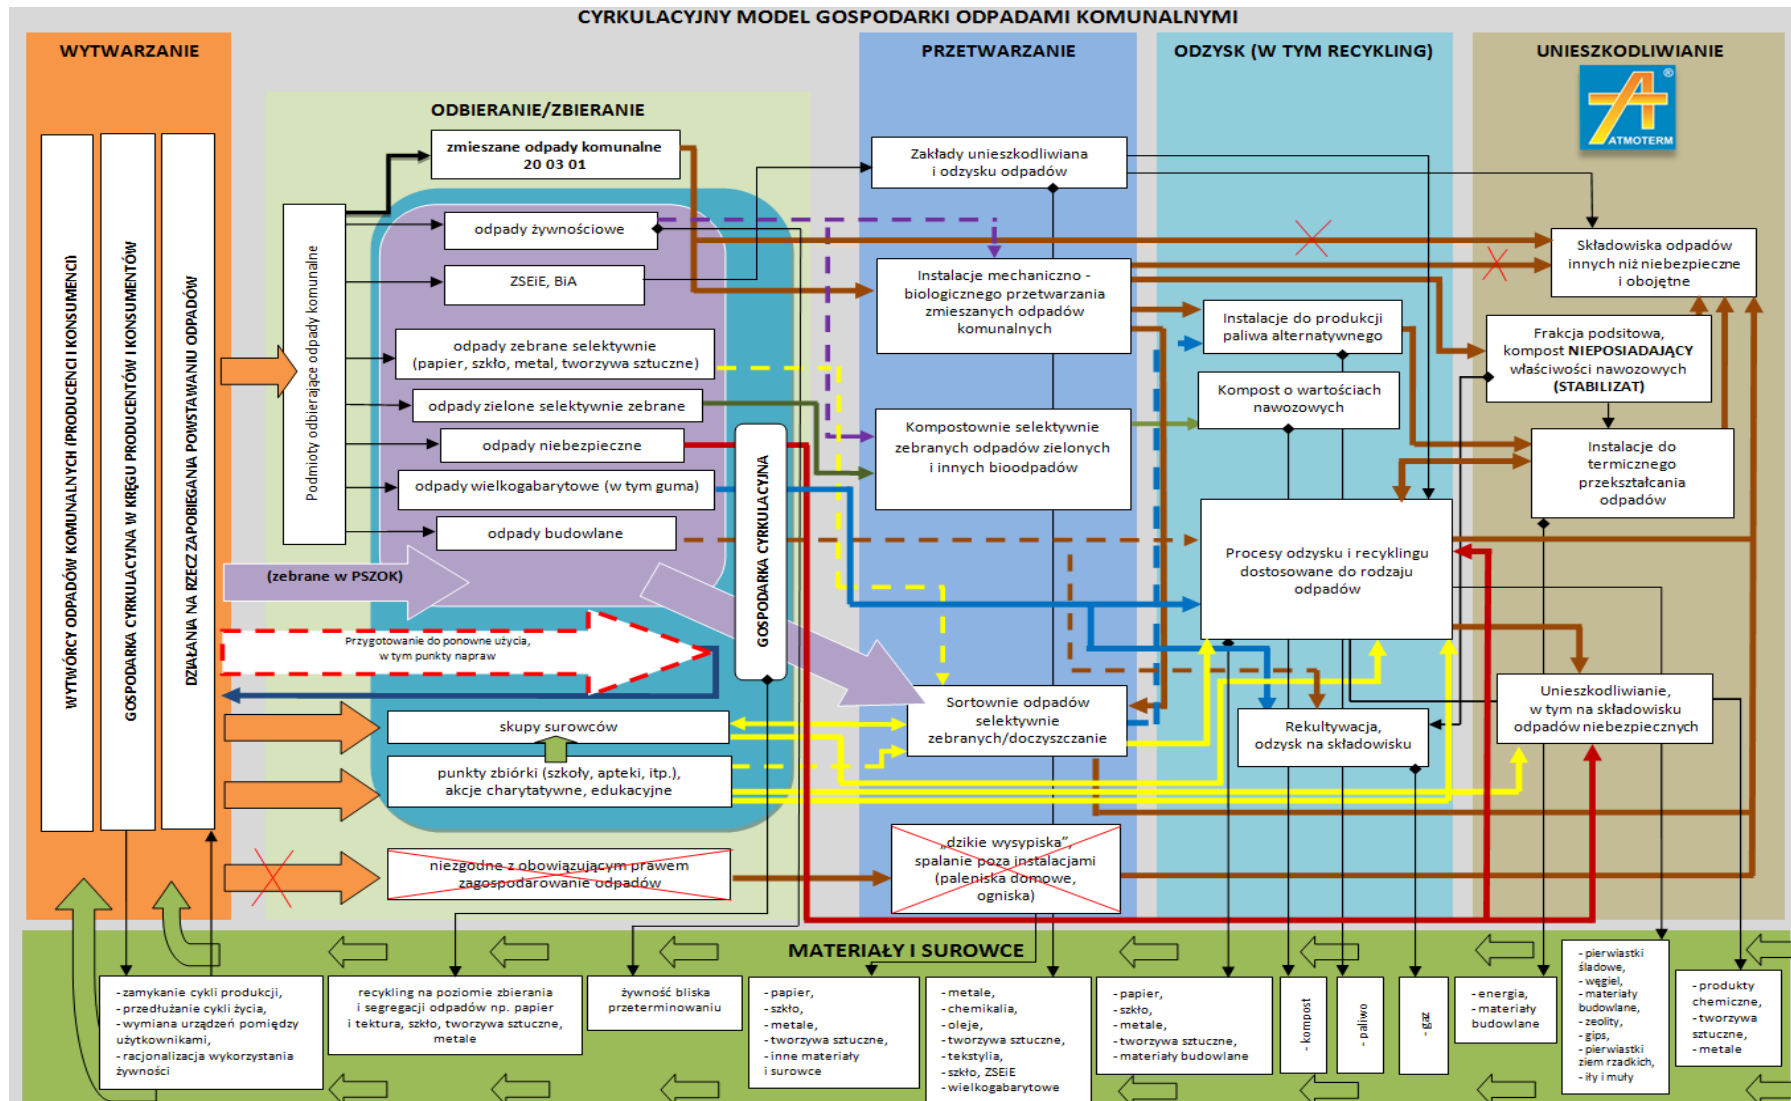 CYRKULACYJNY MODEL GOSPODARKI ODPADAMI KOMUNALNYMI
WYTWARZANIE
WYTWÓRCY ODPADÓW KOMUNALNYCH (PRODUCENCI I KONSUMENCI)
GOSPODARKA CYRKULACYJNA W KRĘGU PRODUCENTÓW I KONSUMENTÓW
DZIAŁANIA NA RZECZ ZAPOBIEGANIA POWSTAWANIU ODPADÓW
ODBIERANIE/ZBIERANIE
Podmioty odbierające odpady komunalne
zmieszane odpady komunalne
20 03 01
odpady żywnościowe
ZSEiE, BiA
odpady zebrane selektywnie
(papier, szkło, metal, tworzywa sztuczne)
odpady zielone selektywnie zebrane
odpady niebezpieczne
odpady wielkogabarytowe (w tym guma)
odpady budowlane
(zebrane w PSZOK)
GOSPODARKA CYRKULACYJNA
Przygotowanie do ponowne użycia,
w tym punkty napraw
skupy surowców
punkty zbiórki (szkoły, apteki, itp.),
akcje charytatywne, edukacyjne
niezgodne z obowiązującym prawem
zagospodarowanie odpadów
PRZETWARZANIE
Zakłady unieszkodliwiana
i odzysku odpadów
Instalacje mechaniczno -
biologicznego przetwarzania
zmieszanych odpadów
komunalnych
Kompostownie selektywnie
zebranych odpadów zielonych
i innych bioodpadów
Sortownie odpadów
selektywnie
zebranych/doczyszczanie
„dzikie wysypiska",
spalanie poza instalacjami
(paleniska domowe,
ogniska)
ODZYSK (W TYM RECYKLING)
Instalacje do produkcji
paliwa alternatywnego
Kompost o wartościach
nawozowych
Procesy odzysku i recyklingu
dostosowane do rodzaju
odpadów
Rekultywacja,
odzysk na składowisku
UNIESZKODLIWIANIE
®
ATMOTERM
Składowiska odpadów
innych niż niebezpieczne
i obojętne
Frakcja podsitowa,
kompost NIEPOSIADAJĄCY
właściwości nawozowych
(STABILIZAT)
Instalacje do
termicznego
przekształcania
odpadów
Unieszkodliwianie,
w tym na składowisku
odpadów niebezpiecznych
MATERIAŁY I SUROWCE
- zamykanie cykli produkcji,
- przedłużanie cykli życia,
- wymiana urządzeń pomiędzy
użytkownikami,
- racjonalizacja wykorzystania
żywności
recykling na poziomie zbierania
i segregacji odpadów np. papier
i tektura, szkło, tworzywa sztuczne,
metale
żywność bliska
przeterminowaniu
- papier,
- szkło,
- metale,
- tworzywa sztuczne,
- inne materiały
i surowce
- metale,
- chemikalia,
- oleje,
- tworzywa sztuczne,
- tekstylia,
- szkło, ZSEiE
- wielkogabarytowe
- papier,
- szkło,
- metale,
- tworzywa sztuczne,
- materiały budowlane
- kompost
- paliwo
- gaz
- energia,
- materiały
budowlane
- pierwiastki
śladowe,
- węgiel,
- materiały
budowlane,
- zeolity,
- gips,
- pierwiastki
ziem rzadkich,
- iły i muły
- produkty
chemiczne,
- tworzywa
sztuczne,
- metale